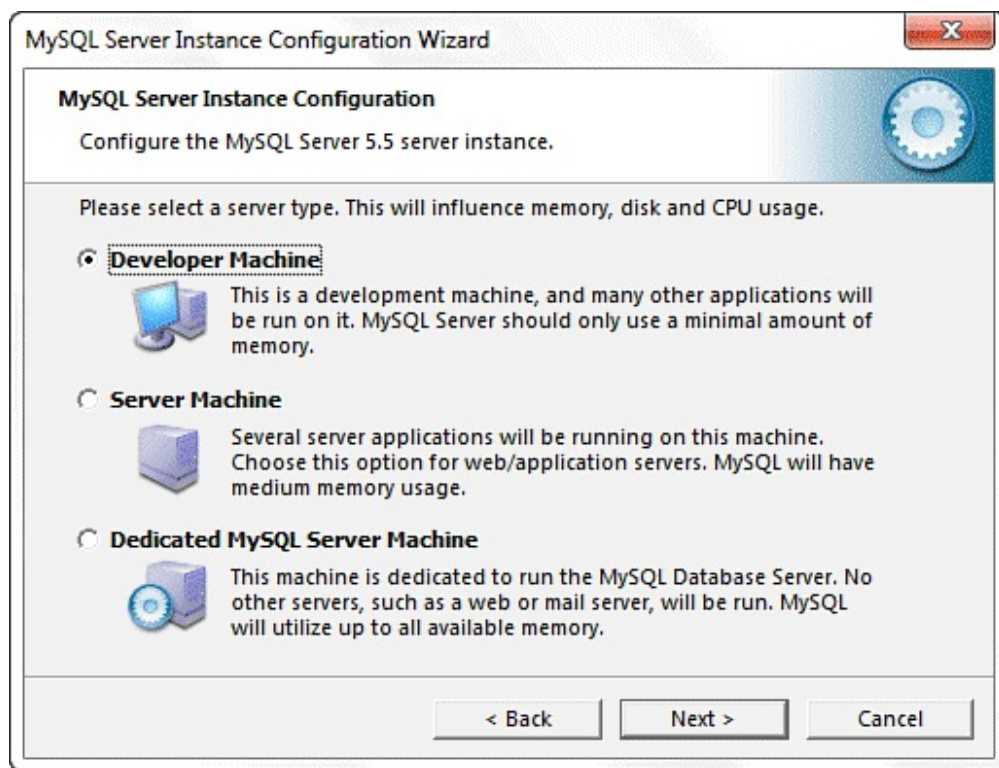 MySQL Server Instance Configuration Wizard
MySQL Server Instance Configuration
Configure the MySQL Server 5.5 server instance.
Please select a server type. This will influence memory, disk and CPU usage.
Developer Machine
This is a development machine, and many other applications will
be run on it. MySQL Server should only use a minimal amount of
memory.
Server Machine
Several server applications will be running on this machine.
Choose this option for web/application servers. MySQL will have
medium memory usage.
Dedicated MySQL Server Machine
This machine is dedicated to run the MySQL Database Server. No
other servers, such as a web or mail server, will be run. MySQL
will utilize up to all available memory.
< Back Next > Cancel